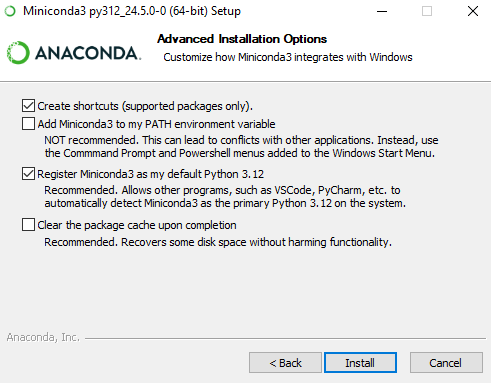 Miniconda3 py312_24.5.0-0 (64-bit) Setup
ANACONDA.
Advanced Installation Options
Customize how Miniconda3 integrates with Windows
Create shortcuts (supported packages only).
Add Miniconda3 to my PATH environment variable
NOT recommended. This can lead to conflicts with other applications. Instead, use
the Commmand Prompt and Powershell menus added to the Windows Start Menu.
Register Miniconda3 as my default Python 3.12
Recommended. Allows other programs, such as VSCode, PyCharm, etc. to
automatically detect Miniconda3 as the primary Python 3.12 on the system.
Clear the package cache upon completion
Recommended. Recovers some disk space without harming functionality.
Anaconda, Inc.
< Back
Install
Cancel